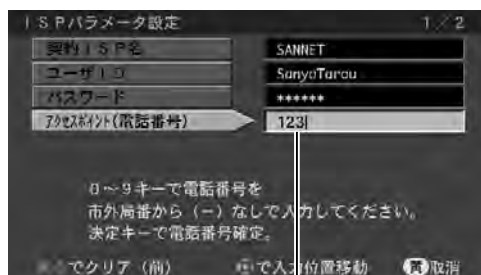 ISPパラメータ設定 1/2
契約ISP名 SANNET
ユーザID SanyoTarou
パスワード ******
アクセスポイント(電話番号) 123
0~9キーで電話番号を
市外局番から(-)なしで入力してください。
決定キーで電話番号確定。
でクリア(前) で入力位置移動 黄取消